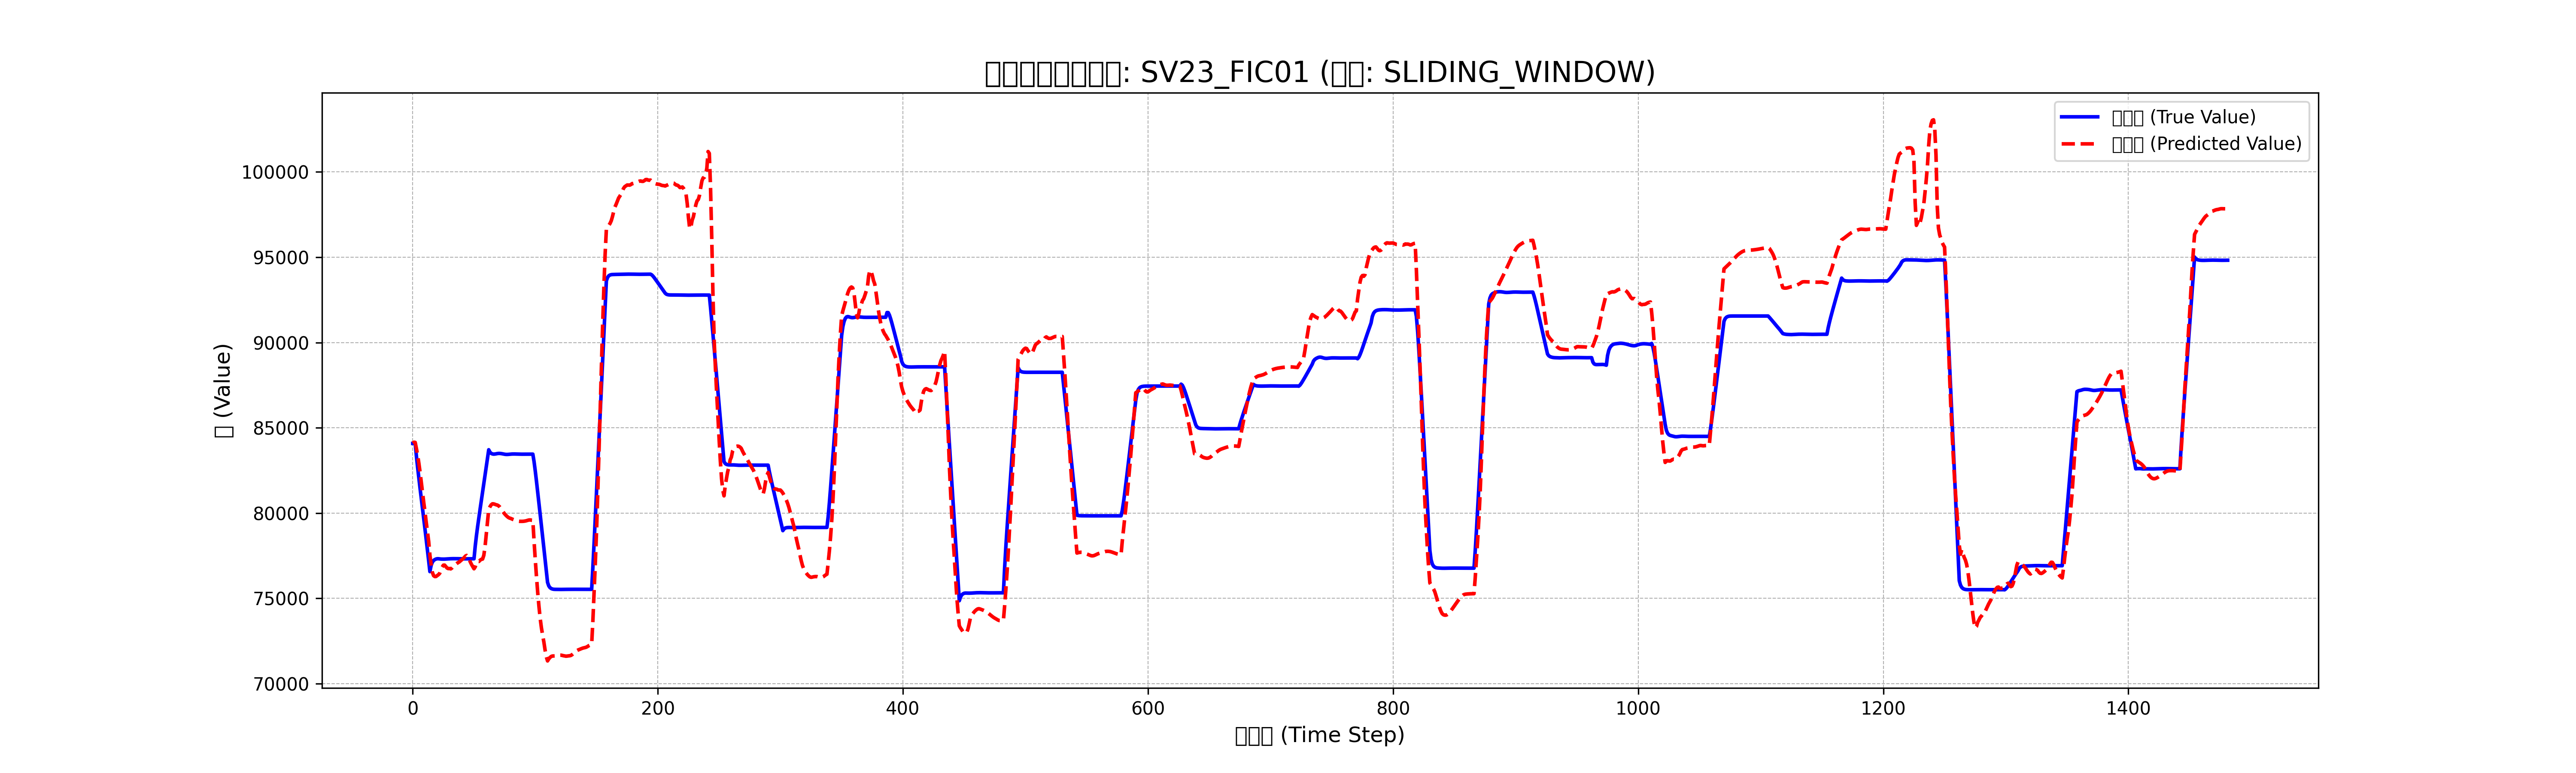 □□□□□□□□: SV23_FIC01 (□□: SLIDING_WINDOW)
□□□ (True Value)
□□□ (Predicted Value)
□ (Value)
100000
95000
90000
85000
80000
75000
70000
0 200 400 600 800 1000 1200 1400
□□□ (Time Step)